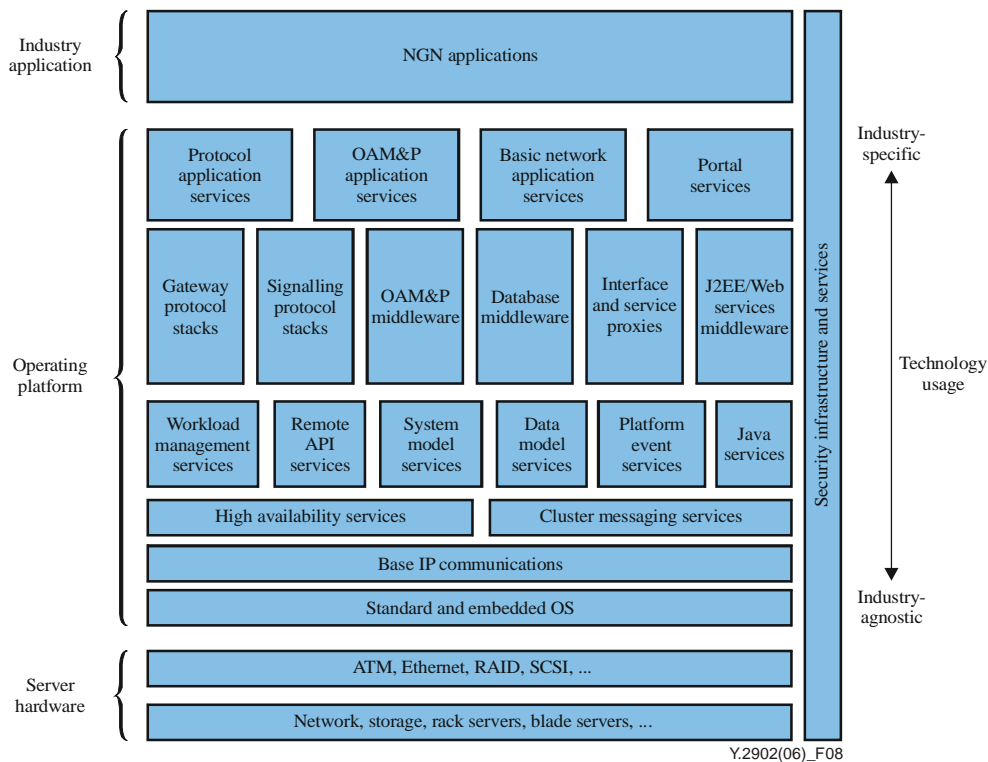 Industry
application
NGN applications
Protocol
application
services
OAM&P
application
services
Basic network
application
services
Portal
services
Industry-
specific
Gateway
protocol
stacks
Signalling
protocol
stacks
OAM&P
middleware
Database
middleware
Interface
and service
proxies
J2EE/Web
services
middleware
Operating
platform
Workload
management
services
Remote
API
services
System
model
services
Data
model
services
Platform
event
services
Java
services
High availability services
Cluster messaging services
Base IP communications
Standard and embedded OS
Security infrastructure and services
Technology
usage
Industry-
agnostic
Server
hardware
ATM, Ethernet, RAID, SCSI, ...
Network, storage, rack servers, blade servers, ...
Y.2902(06)_F08